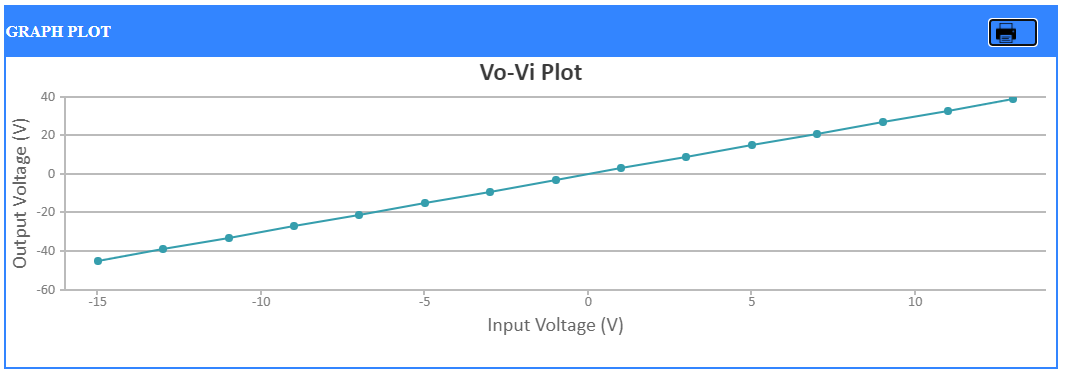 GRAPH PLOT
Vo-Vi Plot
Output Voltage (V)
40
20
0
-20
-40
-60
-15 -10 -5 0 5 10
Input Voltage (V)